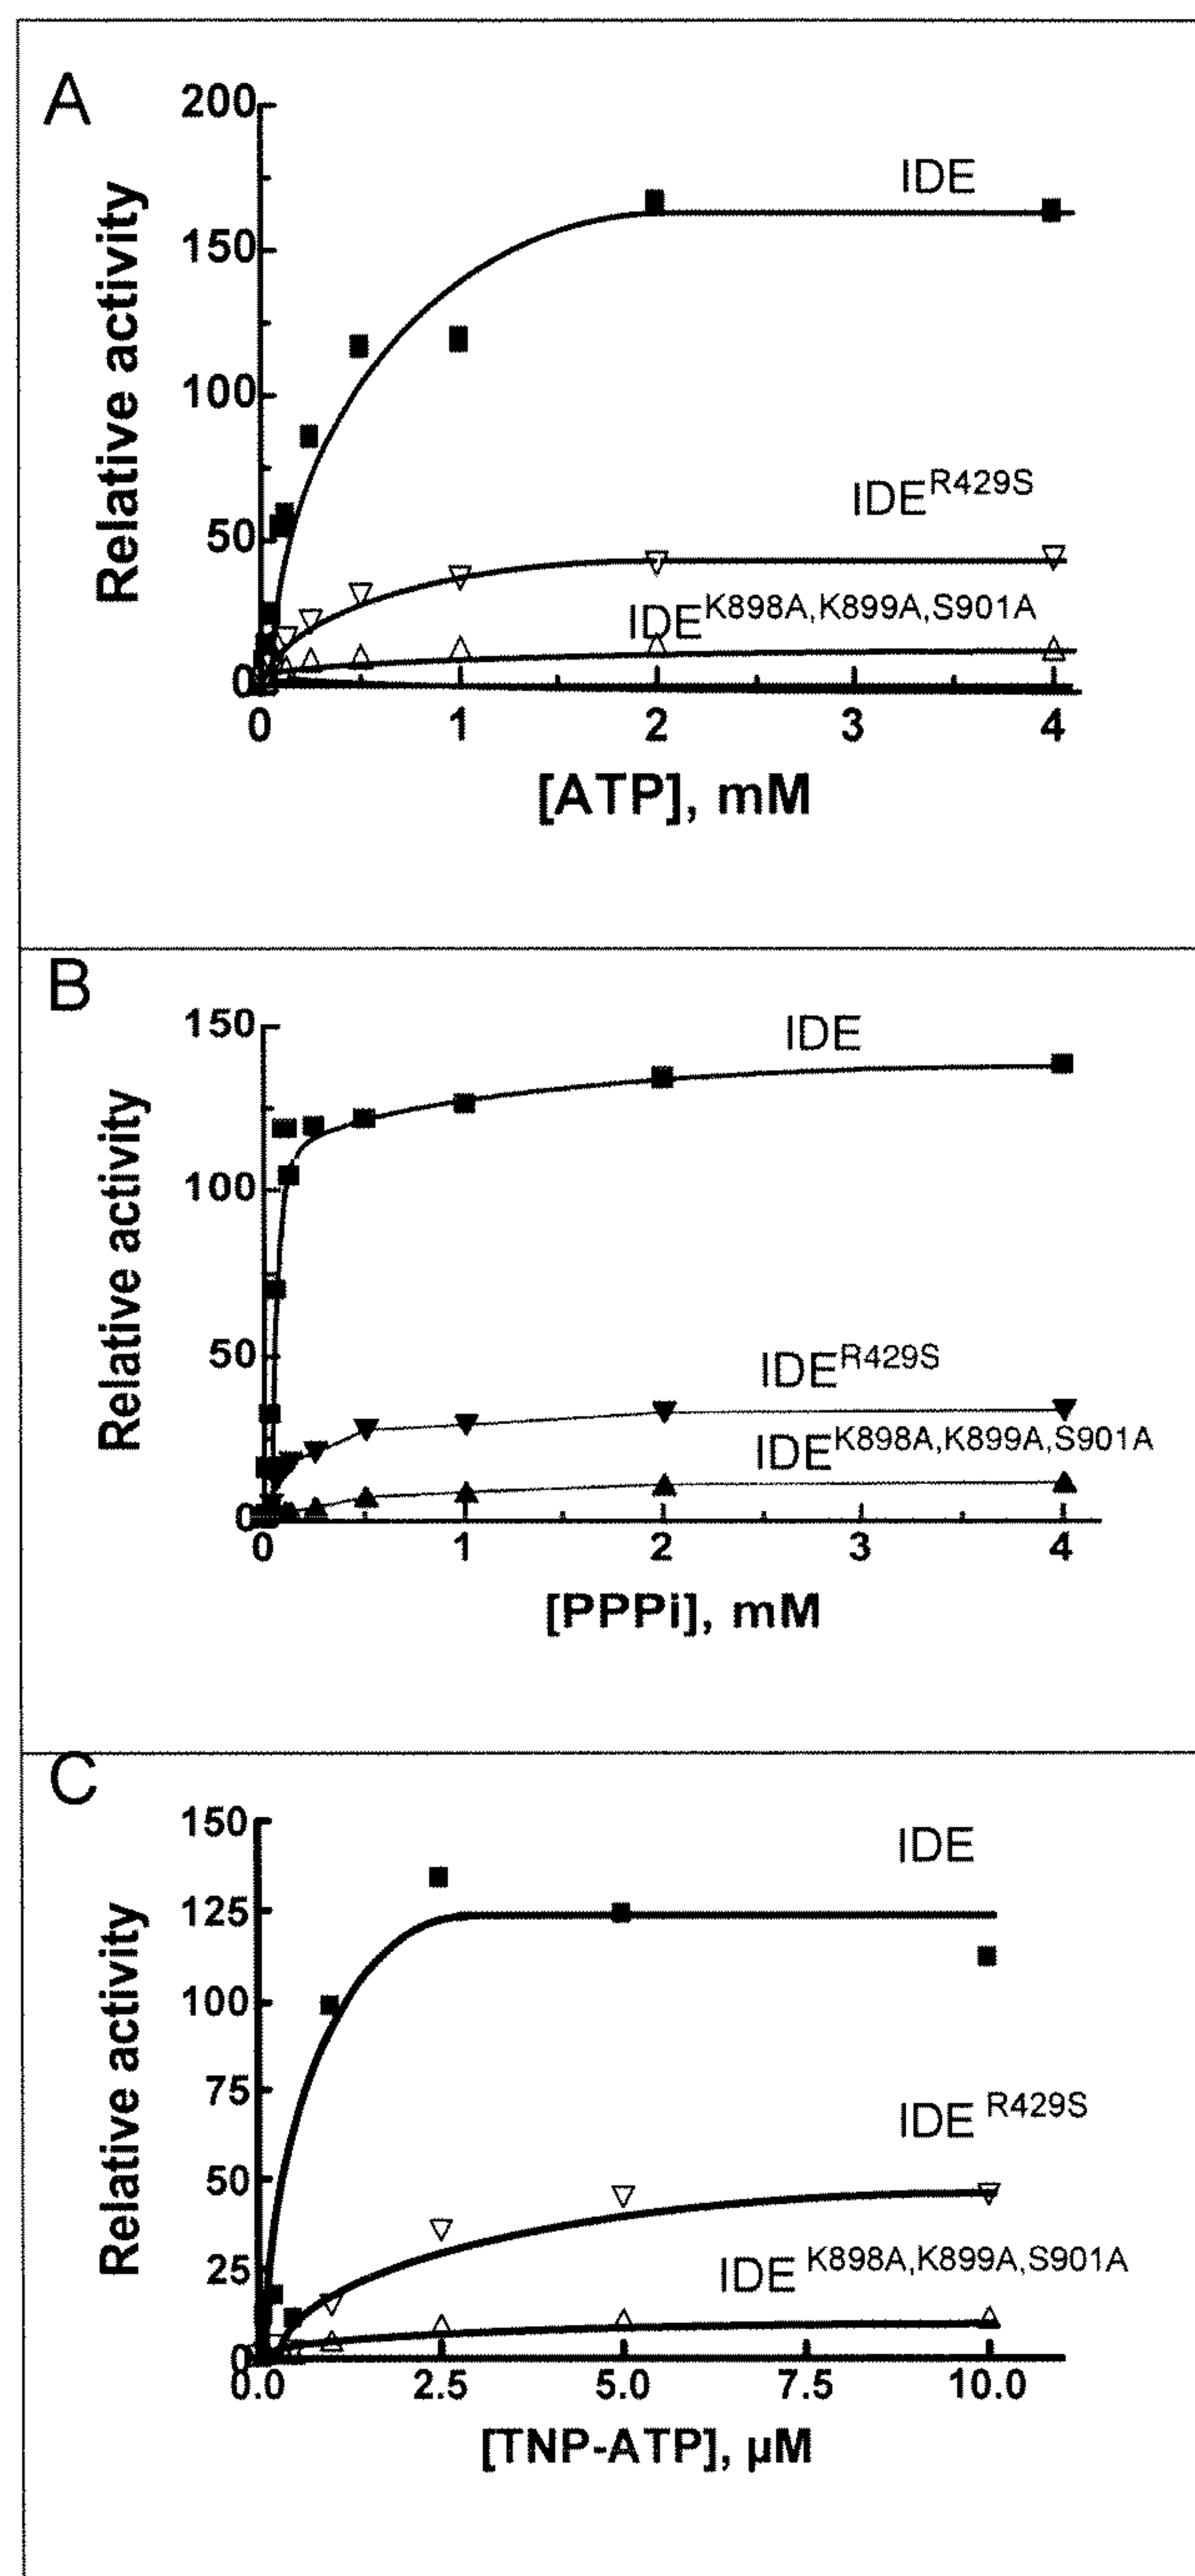 A
200
150
100
50
0
Relative activity
IDE
IDE^R429S
IDE^K898A,K899A,S901A
0 1 2 3 4
[ATP], mM
B
150
100
50
0
Relative activity
IDE
IDE^R429S
IDE^K898A,K899A,S901A
0 1 2 3 4
[PPPi], mM
C
150
125
100
75
50
25
0
Relative activity
IDE
IDE R429S
IDE K898A,K899A,S901A
0.0 2.5 5.0 7.5 10.0
[TNP-ATP], µM